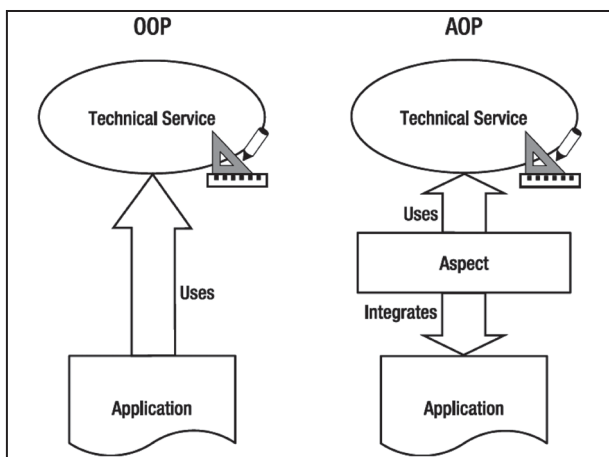 OOP
Technical Service
Uses
Application
AOP
Technical Service
Uses
Aspect
Integrates
Application